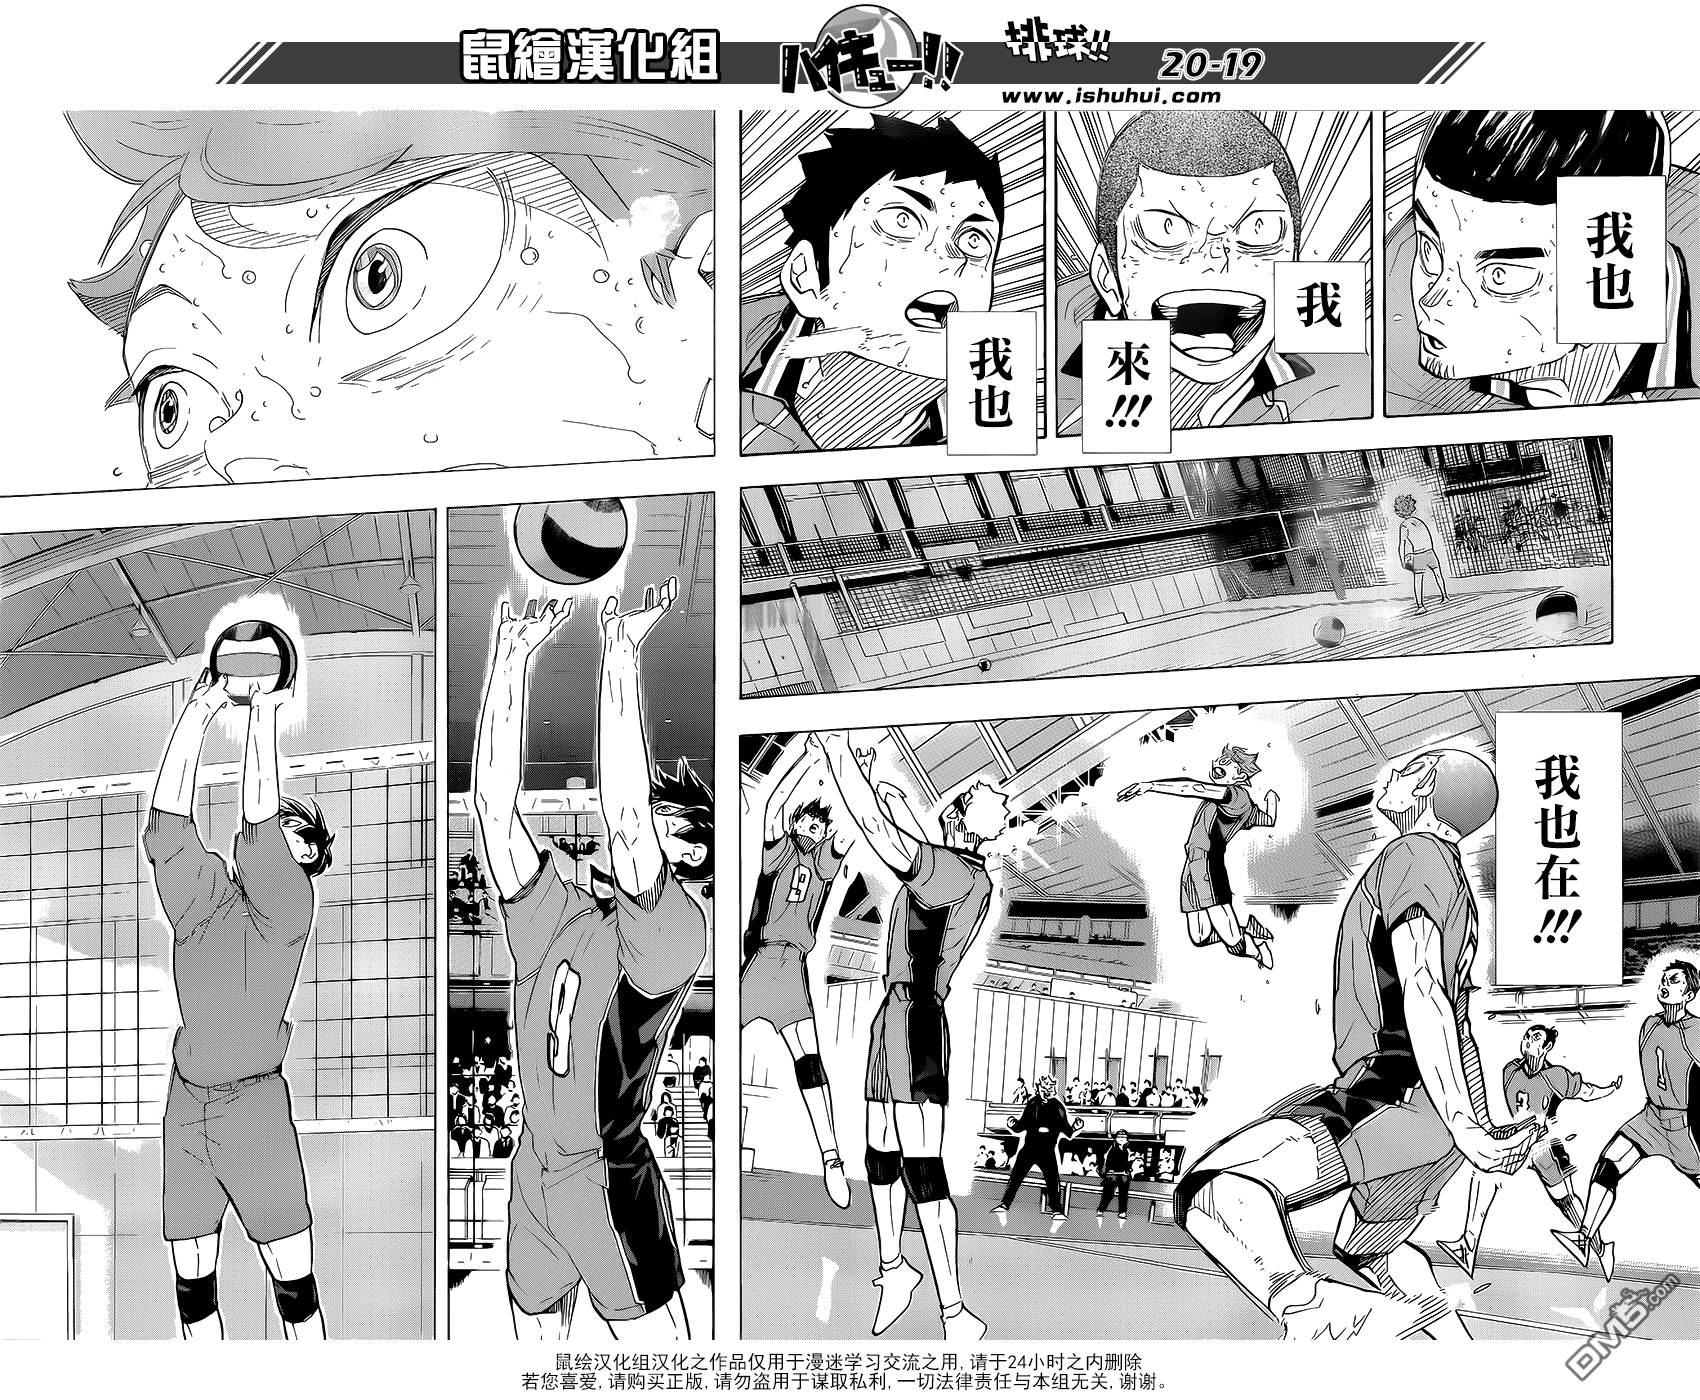 鼠繪漢化組
ハイキュー!!
排球!!
20-19
www.ishuhui.com
我也
我
來!!!
我也
我也在!!!
9
1
鼠绘汉化组汉化之作品仅用于漫迷学习交流之用,请于24小时之内删除
若您喜爱,请购买正版,请勿盗用于谋取私利,一切法律责任与本组无关,谢谢。
DM5.com